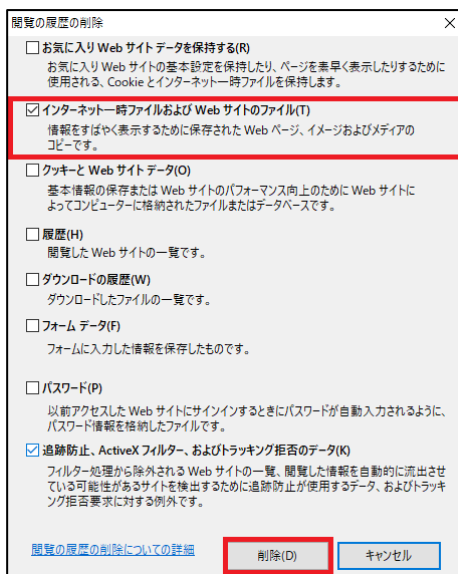 閲覧の履歴の削除
お気に入り Web サイト データを保持する(R)
お気に入り Web サイトの基本設定を保持したり、ページを素早く表示したりするために
使用される、Cookie とインターネット一時ファイルを保持します。
インターネット一時ファイルおよび Web サイトのファイル(T)
情報をすばやく表示するために保存された Web ページ、イメージおよびメディアの
コピーです。
クッキーと Web サイト データ(O)
基本情報の保存または Web サイトのパフォーマンス向上のために Web サイトに
よってコンピューターに格納されたファイルまたはデータベースです。
履歴(H)
閲覧した Web サイトの一覧です。
ダウンロードの履歴(W)
ダウンロードしたファイルの一覧です。
フォーム データ(F)
フォームに入力した情報を保存したものです。
パスワード(P)
以前アクセスした Web サイトにサインインするときにパスワードが自動入力されるように、
パスワード情報を格納したファイルです。
追跡防止、ActiveX フィルター、およびトラッキング拒否のデータ(K)
フィルター処理から除外される Web サイトの一覧、閲覧した情報を自動的に流出させ
ている可能性があるサイトを検出するために追跡防止が使用するデータ、およびトラッキ
ング拒否要求に対する例外です。
閲覧の履歴の削除についての詳細
削除(D)
キャンセル